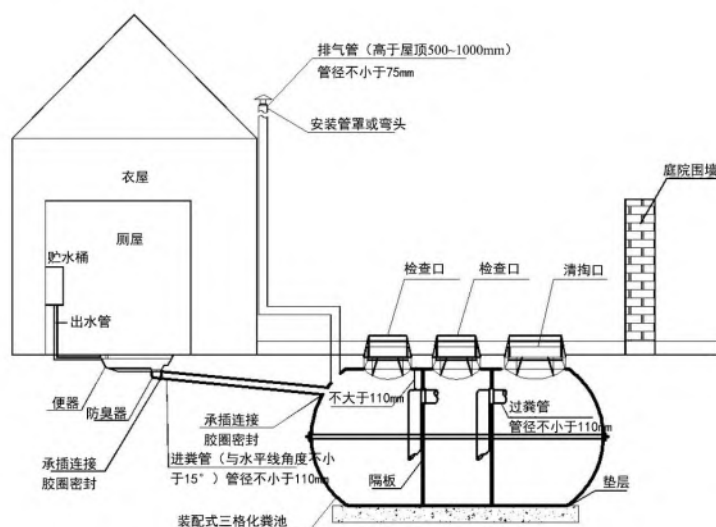 排气管（高于屋顶500~1000mm）
管径不小于75mm
安装管罩或弯头
庭院围墙
衣屋
厕屋
贮水桶
出水管
检查口
检查口
清掏口
便器
防臭器
承插连接
胶圈密封
不大于110mm
过粪管
管径不小于110mm
承插连接
胶圈密封
进粪管（与水平线角度不小
于15°）管径不小于110mm
隔板
垫层
装配式三格化粪池